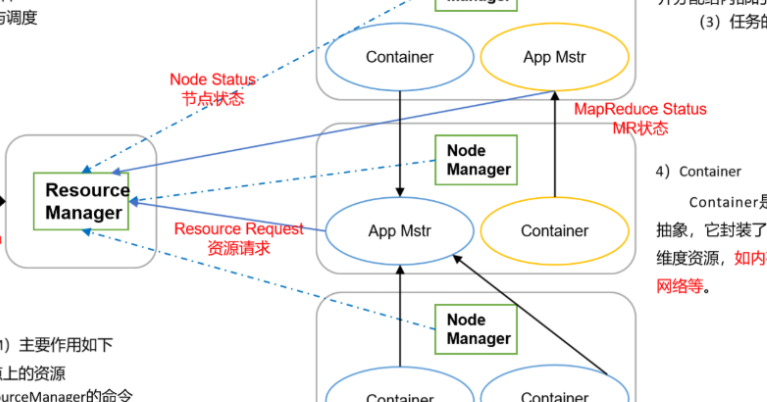 与调度
Manager
(3) 任务的
Container
App Mstr
Node Status
节点状态
MapReduce Status
MR状态
Node
Manager
Resource
Manager
4）Container
Container是
抽象，它封装了
维度资源，如内存
网络等。
Resource Request
资源请求
App Mstr
Container
Node
Manager
）主要作用如下
上的资源
ourceManager的命令
Container
Container